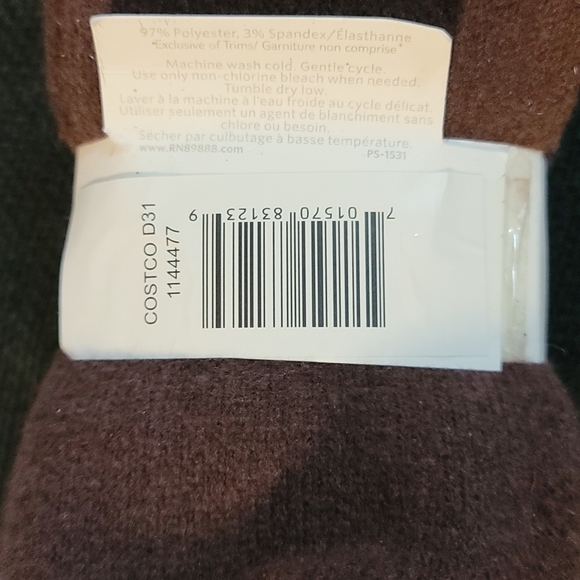 97% Polyester, 3% Spandex/Élasthanne
*Exclusive of Trims/ Garniture non comprise*
Machine wash cold. Gentle cycle.
Use only non-chlorine bleach when needed.
Tumble dry low.
Laver à la machine à l'eau froide au cycle délicat.
Utiliser seulement un agent de blanchiment sans
chlore ou besoin.
Sécher par culbutage à basse température.
www.RN89888.com PS-1531
COSTCO D31
1144477
7 01570 83123 9